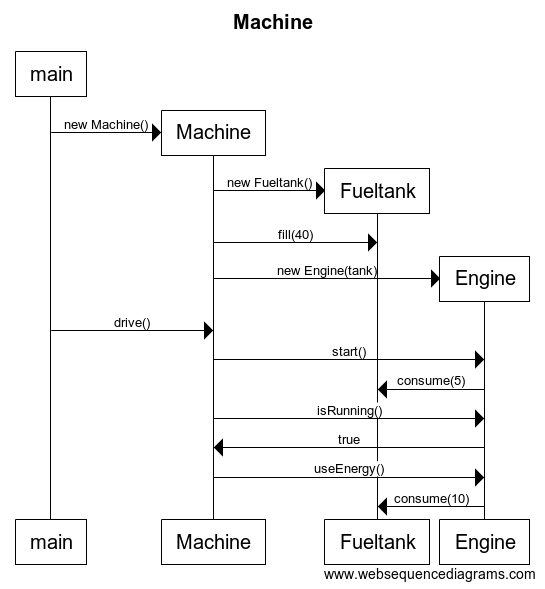 Machine
main
new Machine()
Machine
new Fueltank()
Fueltank
fill(40)
new Engine(tank)
Engine
drive()
start()
consume(5)
isRunning()
true
useEnergy()
consume(10)
main
Machine
Fueltank
Engine
www.websequencediagrams.com